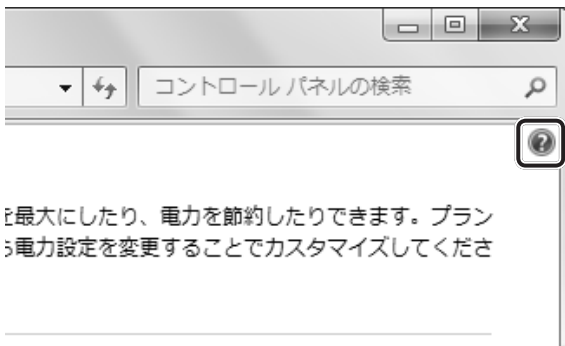 コントロール パネルの検索
を最大にしたり、電力を節約したりできます。プラン
電力設定を変更することでカスタマイズしてくださ